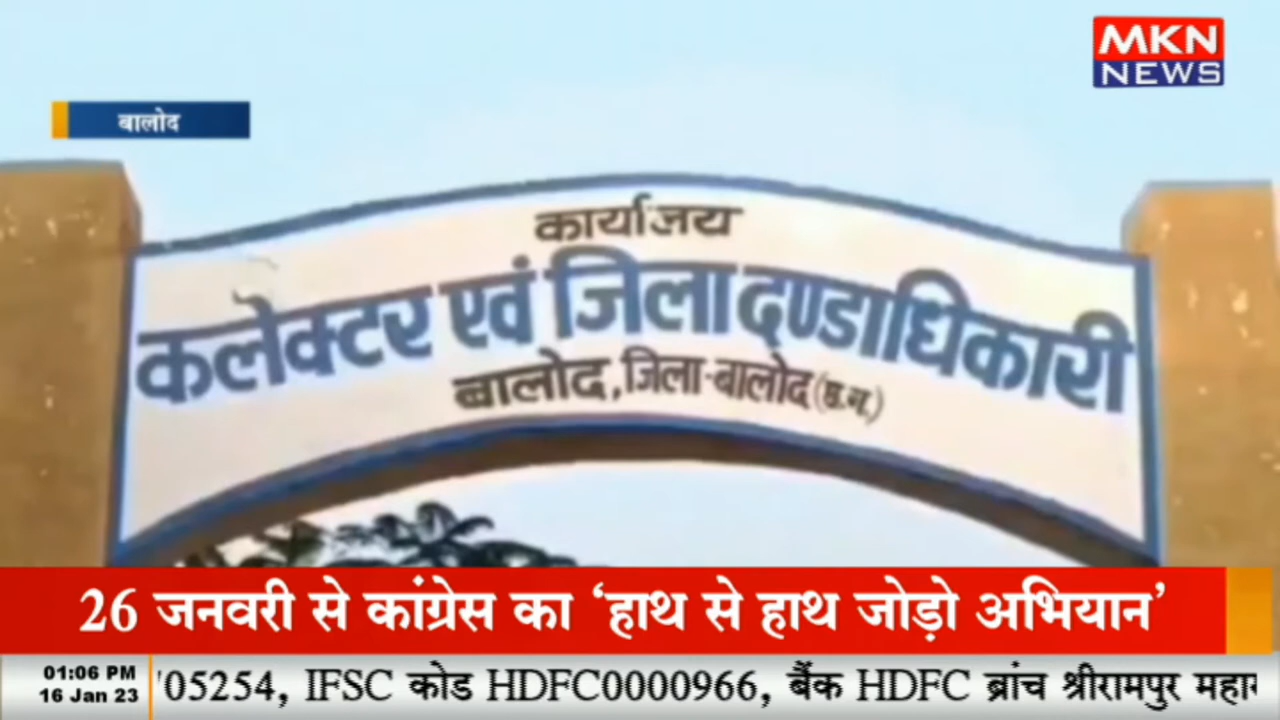 MKN
NEWS
बालोद
कार्यालय
कलेक्टर एवं जिला दण्डाधिकारी
बालोद, जिला-बालोद
26 जनवरी से कांग्रेस का ‘हाथ से हाथ जोड़ो अभियान’
01:06 PM
16 Jan 23
05254, IFSC कोड HDFC0000966, बैंक HDFC ब्रांच श्रीरामपुर